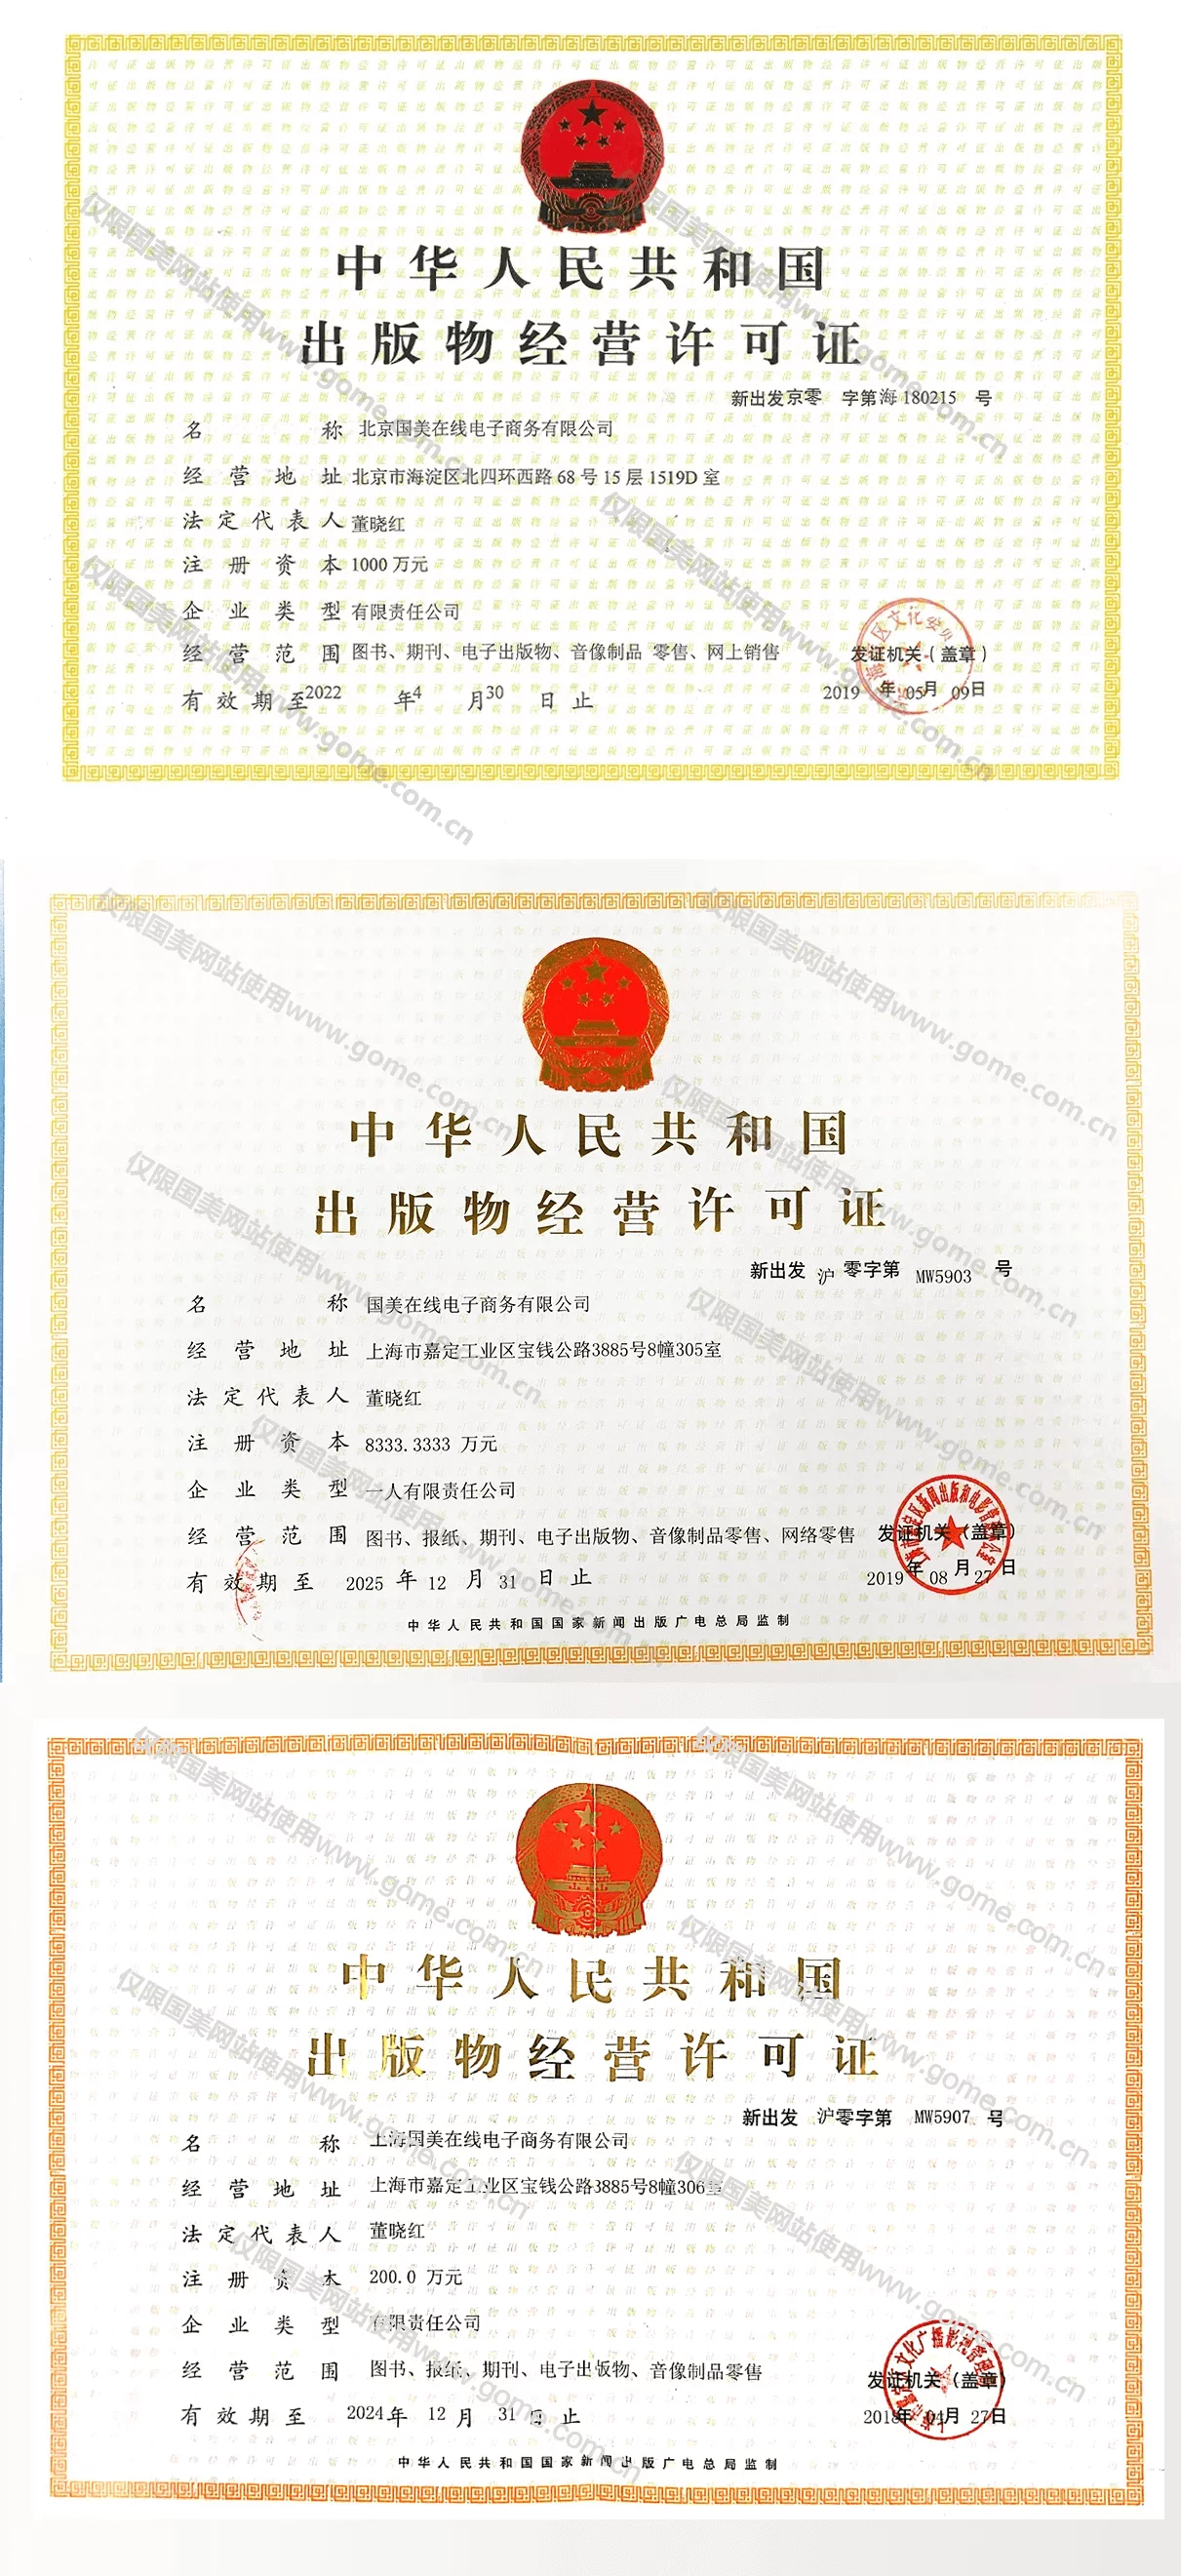 中华人民共和国
出版物经营许可证
新出发京零 字第海 180215 号
名 称 北京国美在线电子商务有限公司
经营地址 北京市海淀区北四环西路 68 号 15 层 1519D 室
法定代表人 董晓红
注册资本 1000 万元
企业类型 有限责任公司
经营范围 图书、期刊、电子出版物、音像制品 零售、网上销售
发证机关（盖章）
有效期至 2022 年 4 月 30 日止
2019 年 05 月 09 日
仅限国美网站使用www.gome.com.cn
中华人民共和国
出版物经营许可证
新出发 沪 零字第 MW5903 号
名 称 国美在线电子商务有限公司
经营地址 上海市嘉定工业区宝钱公路3885号8幢305室
法定代表人 董晓红
注册资本 8333.3333 万元
企业类型 一人有限责任公司
经营范围 图书、报纸、期刊、电子出版物、音像制品零售、网络零售
发证机关（盖章）
有效期至 2025 年 12 月 31 日止
2019 年 08 月 27 日
中华人民共和国国家新闻出版广电总局监制
仅限国美网站使用www.gome.com.cn
中华人民共和国
出版物经营许可证
新出发 沪零字第 MW5907 号
名 称 上海国美在线电子商务有限公司
经营地址 上海市嘉定工业区宝钱公路3885号8幢306室
法定代表人 董晓红
注册资本 200.0 万元
企业类型 有限责任公司
经营范围 图书、报纸、期刊、电子出版物、音像制品零售
发证机关（盖章）
有效期至 2024 年 12 月 31 日止
2018 年 04 月 27 日
中华人民共和国国家新闻出版广电总局监制
仅限国美网站使用www.gome.com.cn